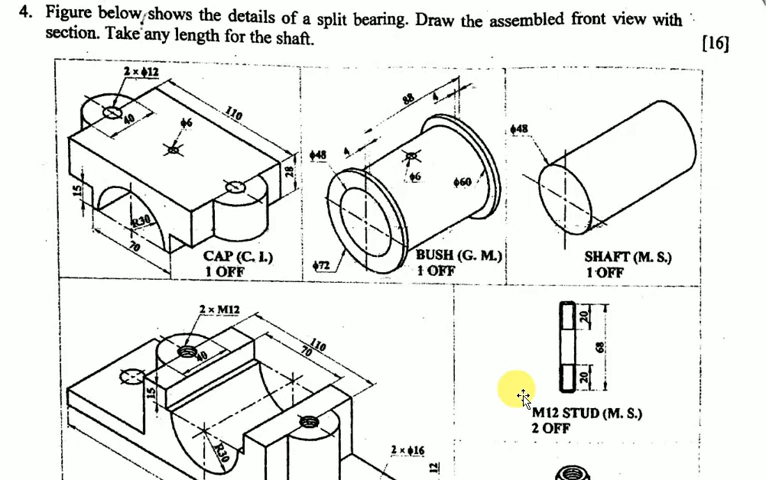 4. Figure below shows the details of a split bearing. Draw the assembled front view with
section. Take any length for the shaft.
[16]
2 x ϕ12
40
ϕ6
110
28
15
R30
70
CAP (C. I.)
1 OFF
88
4
4
ϕ48
ϕ6
ϕ60
ϕ72
BUSH (G. M.)
1 OFF
ϕ48
SHAFT (M. S.)
1 OFF
2 x M12
40
110
70
15
R30
2 x ϕ16
12
20
68
20
M12 STUD (M. S.)
2 OFF